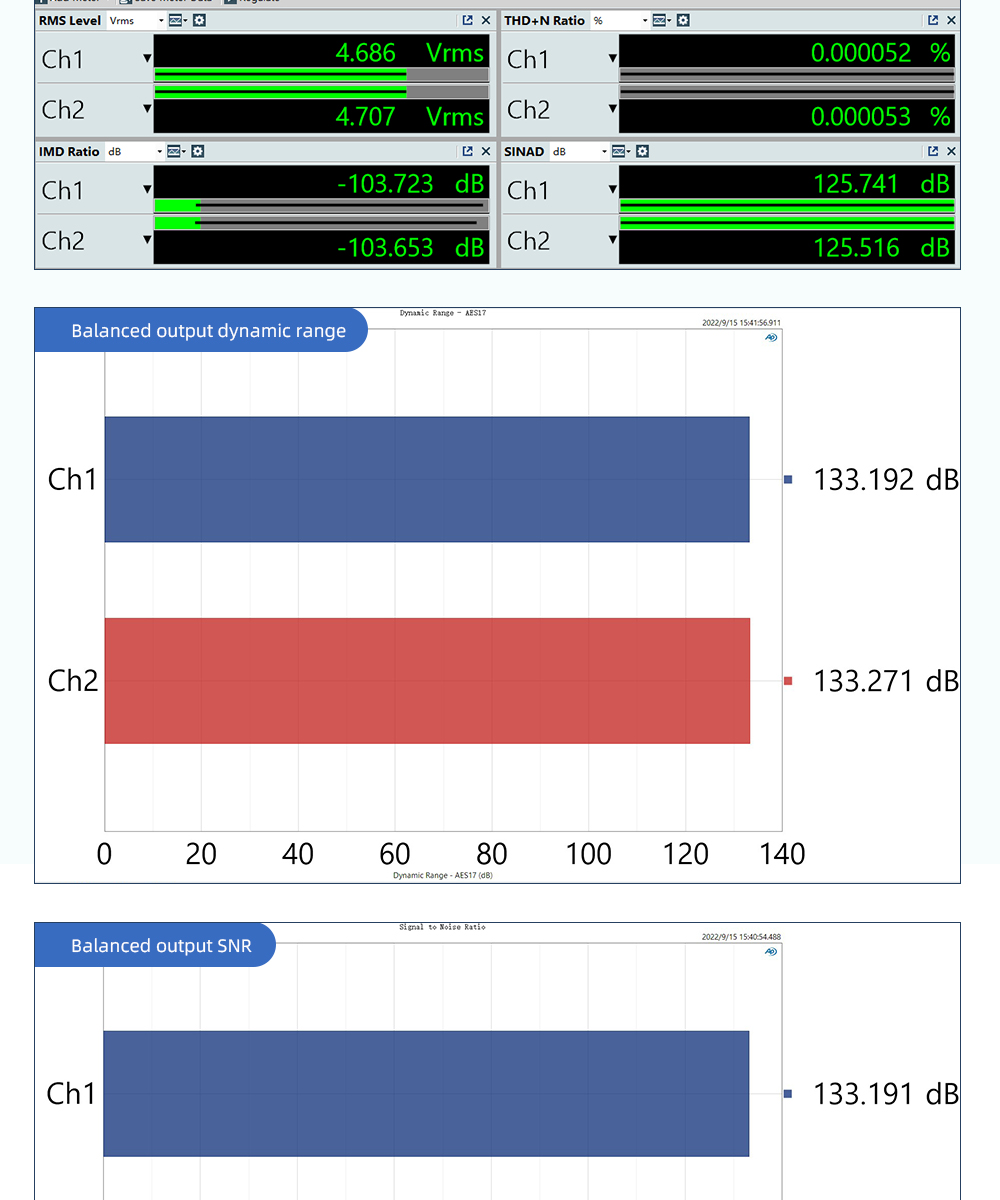 RMS Level Vrms
Ch1 4.686 Vrms
Ch2 4.707 Vrms
THD+N Ratio %
Ch1 0.000052 %
Ch2 0.000053 %
IMD Ratio dB
Ch1 -103.723 dB
Ch2 -103.653 dB
SINAD dB
Ch1 125.741 dB
Ch2 125.516 dB
Dynamic Range - AES17
Balanced output dynamic range
2022/9/15 15:41:56.911
AP
Ch1 133.192 dB
Ch2 133.271 dB
0 20 40 60 80 100 120 140
Dynamic Range - AES17 (dB)
Signal to Noise Ratio
Balanced output SNR
2022/9/15 15:40:54.488
AP
Ch1 133.191 dB